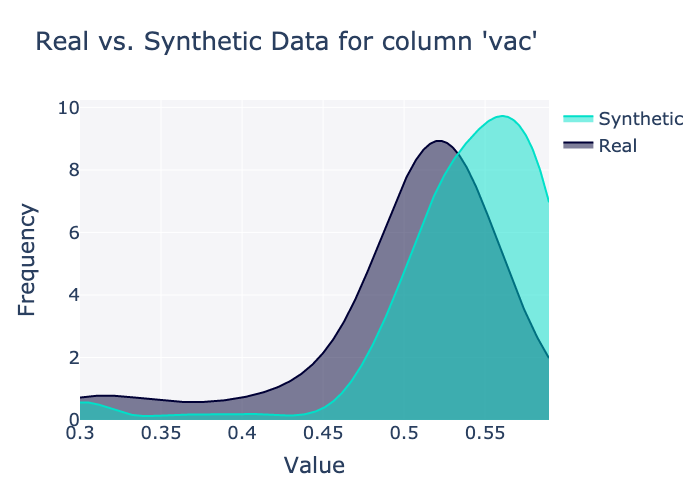 Real vs. Synthetic Data for column 'vac'
Synthetic
Real
Frequency
10
8
6
4
2
0
0.3
0.35
0.4
0.45
0.5
0.55
Value